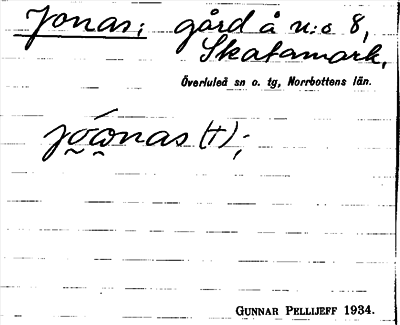 Jonas; gård å n:o 8,
Skatamark,
Överluleå sn o. tg, Norrbottens län.
jo̰ó̰nas (†);
GUNNAR PELLIJEFF 1934.